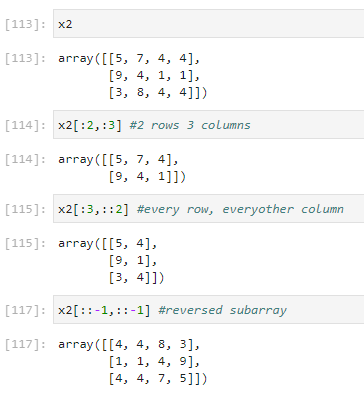 [113]: x2
[113]: array([[5, 7, 4, 4],
[9, 4, 1, 1],
[3, 8, 4, 4]])
[114]: x2[:2,:3] #2 rows 3 columns
[114]: array([[5, 7, 4],
[9, 4, 1]])
[115]: x2[:3,::2] #every row, everyother column
[115]: array([[5, 4],
[9, 1],
[3, 4]])
[117]: x2[::-1,::-1] #reversed subarray
[117]: array([[4, 4, 8, 3],
[1, 1, 4, 9],
[4, 4, 7, 5]])